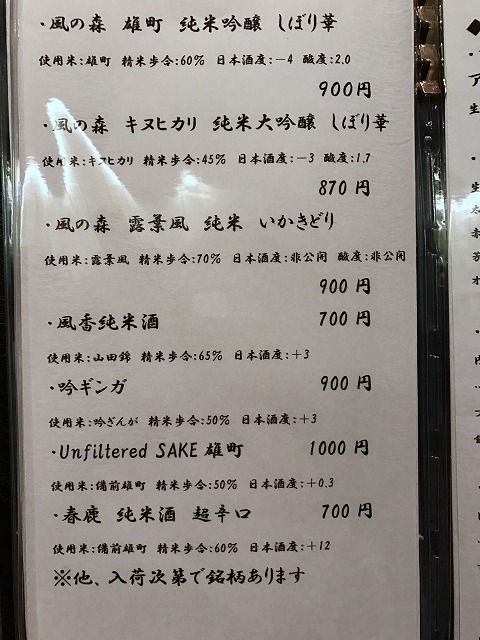 ・風の森 雄町 純米吟醸 しぼり華
使用米:雄町 精米歩合:60% 日本酒度:−4 酸度:2.0
900円
・風の森 キヌヒカリ 純米大吟醸 しぼり華
使用米:キヌヒカリ 精米歩合:45% 日本酒度:−3 酸度:1.7
870円
・風の森 露葉風 純米 いかきどり
使用米:露葉風 精米歩合:70% 日本酒度:非公開 酸度:非公開
900円
・風香純米酒 700円
使用米:山田錦 精米歩合:65% 日本酒度:+3
・吟ギンガ 900円
使用米:吟ぎんが 精米歩合:50% 日本酒度:+3
・Unfiltered SAKE 雄町 1000円
使用米:備前雄町 精米歩合:50% 日本酒度:+0.3
・春鹿 純米酒 超辛口 700円
使用米:備前雄町 精米歩合:60% 日本酒度:+12
※他、入荷次第で銘柄あります